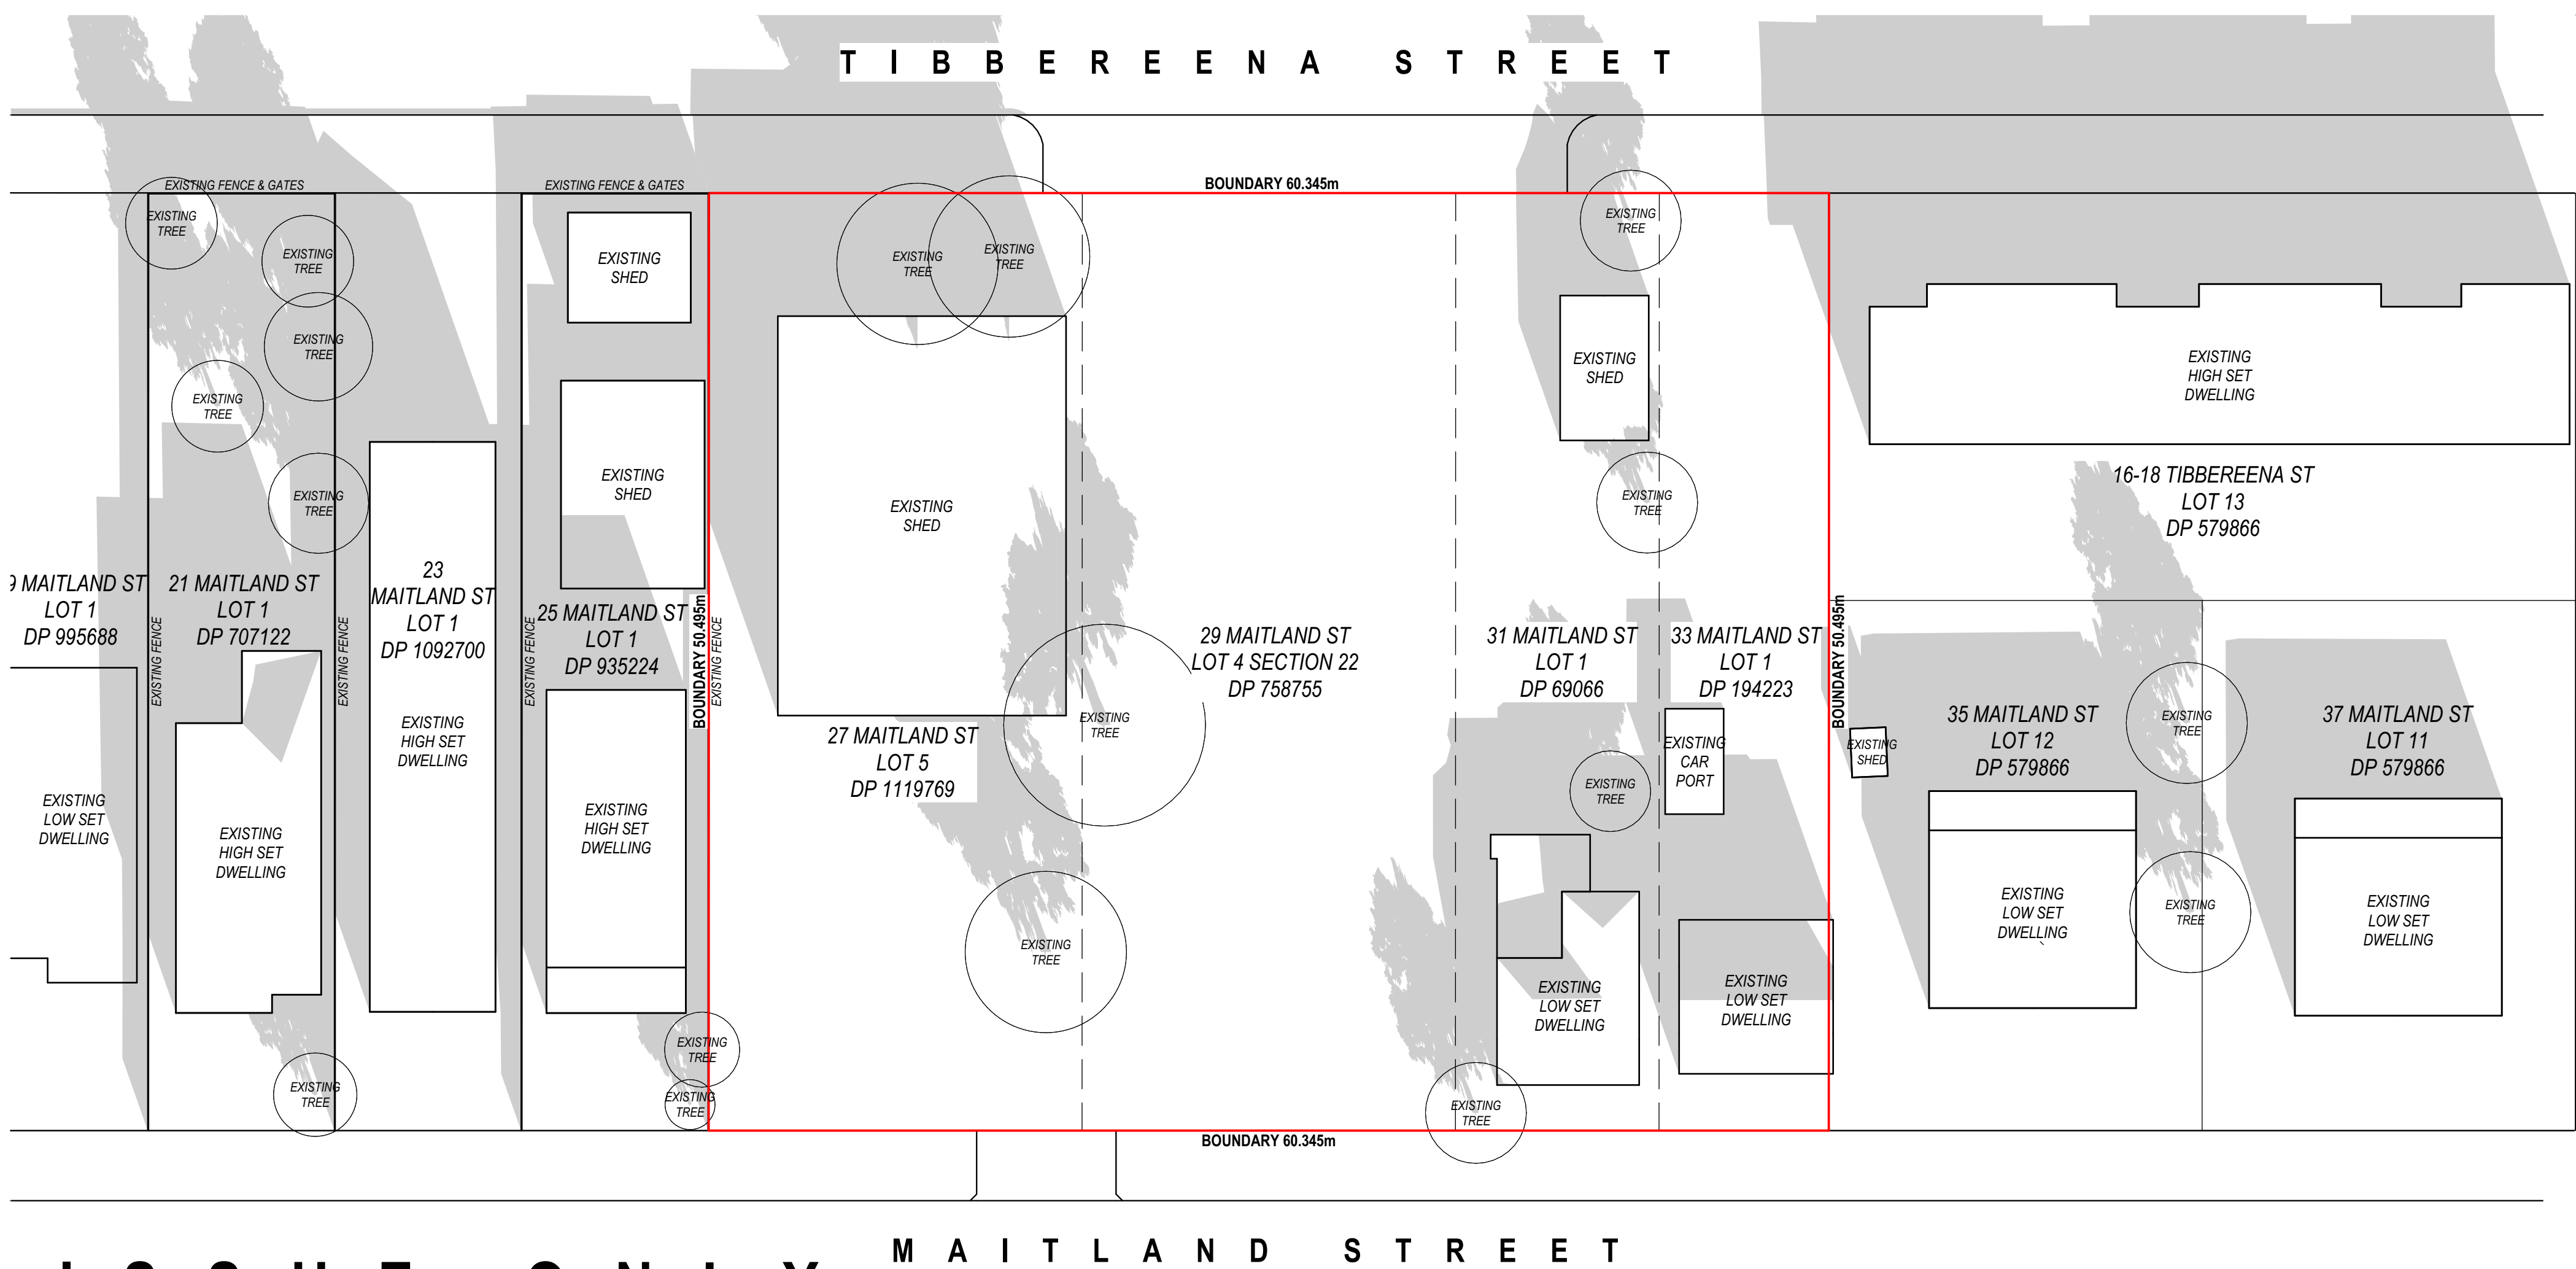 TIBBEREENA STREET
EXISTING FENCE & GATES
EXISTING FENCE & GATES
BOUNDARY 60.345m
EXISTING
TREE
EXISTING
TREE
EXISTING
TREE
EXISTING
TREE
EXISTING
TREE
EXISTING
SHED
EXISTING
SHED
EXISTING
TREE
EXISTING
TREE
EXISTING
SHED
EXISTING
TREE
EXISTING
SHED
EXISTING
TREE
EXISTING
HIGH SET
DWELLING
16-18 TIBBEREENA ST
LOT 13
DP 579866
9 MAITLAND ST
LOT 1
DP 995688
EXISTING FENCE
21 MAITLAND ST
LOT 1
DP 707122
EXISTING FENCE
23
MAITLAND ST
LOT 1
DP 1092700
EXISTING FENCE
25 MAITLAND ST
LOT 1
DP 935224
BOUNDARY 50.495m
EXISTING FENCE
27 MAITLAND ST
LOT 5
DP 1119769
EXISTING
TREE
29 MAITLAND ST
LOT 4 SECTION 22
DP 758755
31 MAITLAND ST
LOT 1
DP 69066
33 MAITLAND ST
LOT 1
DP 194223
BOUNDARY 50.495m
EXISTING
SHED
35 MAITLAND ST
LOT 12
DP 579866
EXISTING
TREE
37 MAITLAND ST
LOT 11
DP 579866
EXISTING
LOW SET
DWELLING
EXISTING
HIGH SET
DWELLING
EXISTING
HIGH SET
DWELLING
EXISTING
HIGH SET
DWELLING
EXISTING
TREE
EXISTING
CAR
PORT
EXISTING
TREE
EXISTING
LOW SET
DWELLING
EXISTING
LOW SET
DWELLING
EXISTING
LOW SET
DWELLING
EXISTING
TREE
EXISTING
LOW SET
DWELLING
EXISTING
TREE
EXISTING
TREE
EXISTING
TREE
EXISTING
TREE
BOUNDARY 60.345m
MAITLAND STREET